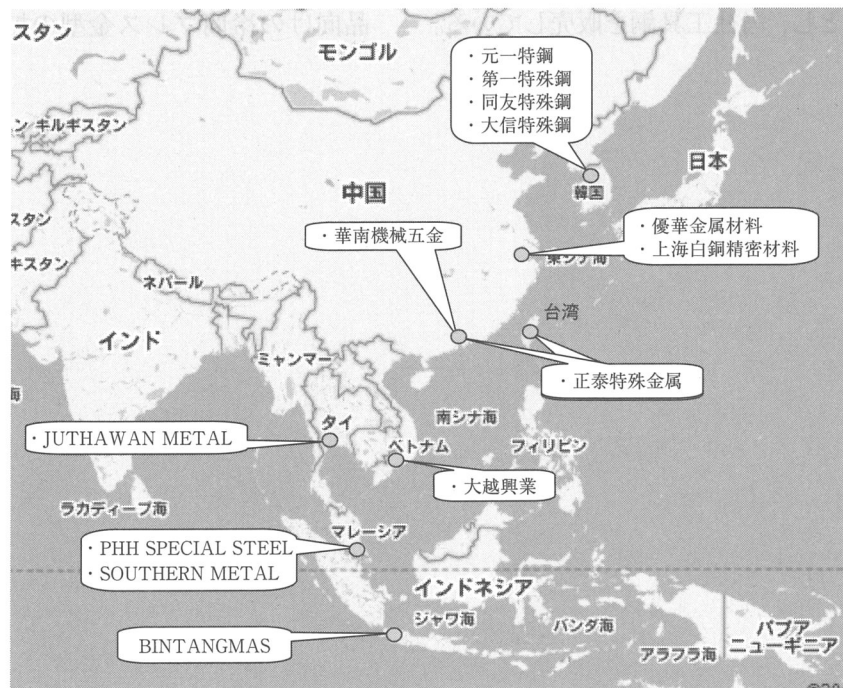 スタン
モンゴル
・元一特鋼
・第一特殊鋼
・同友特殊鋼
・大信特殊鋼
ン キルギスタン
日本
中国
韓国
スタン
・華南機械五金
・優華金属材料
・上海白銅精密材料
キスタン
東シナ海
ネパール
台湾
インド
ミャンマー
・正泰特殊金属
海
南シナ海
タイ
・JUTHAWAN METAL
ベトナム
フィリピン
・大越興業
ラカディープ海
マレーシア
・PHH SPECIAL STEEL
・SOUTHERN METAL
インドネシア
ジャワ海
バンダ海
パプア
ニューギニア
BINTANGMAS
アラフラ海